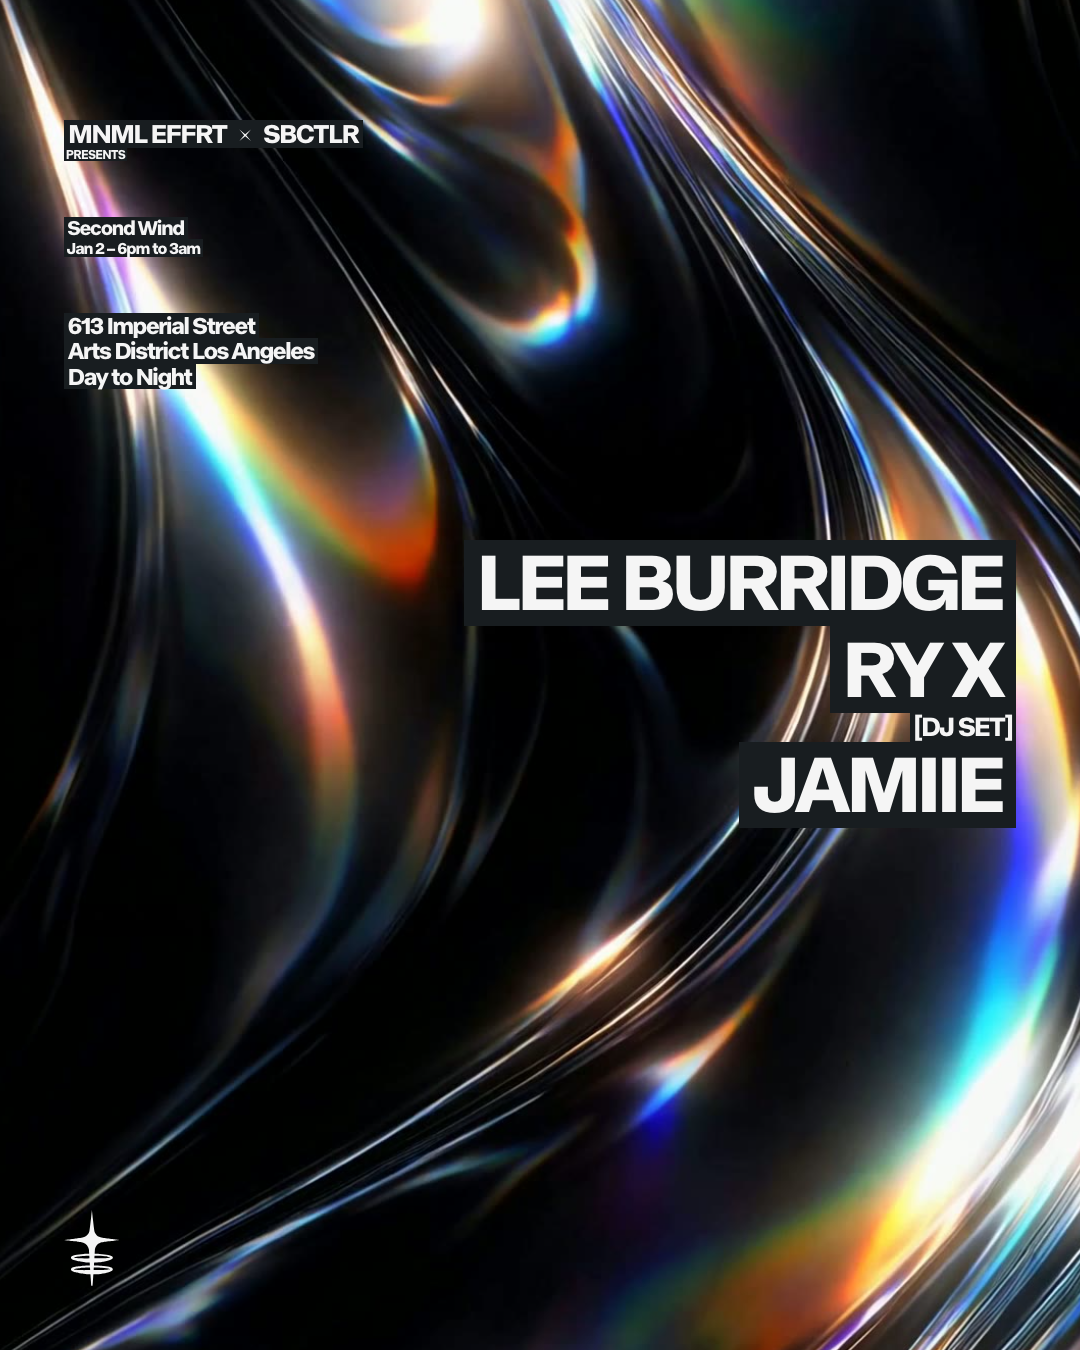 MNML EFFRT × SBCTLR
PRESENTS
Second Wind
Jan 2 – 6pm to 3am
613 Imperial Street
Arts District Los Angeles
Day to Night
LEE BURRIDGE
RY X
[DJ SET]
JAMIIE